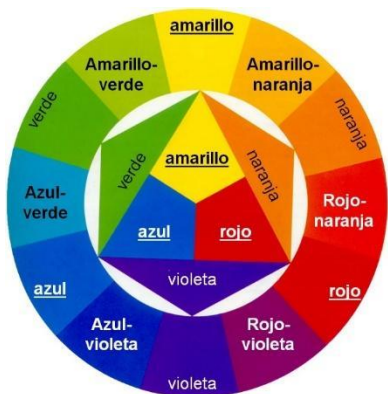 amarillo
Amarillo-
verde
Amarillo-
naranja
verde
naranja
amarillo
verde
naranja
Azul-
verde
Rojo-
naranja
azul
rojo
azul
rojo
violeta
Azul-
violeta
Rojo-
violeta
violeta